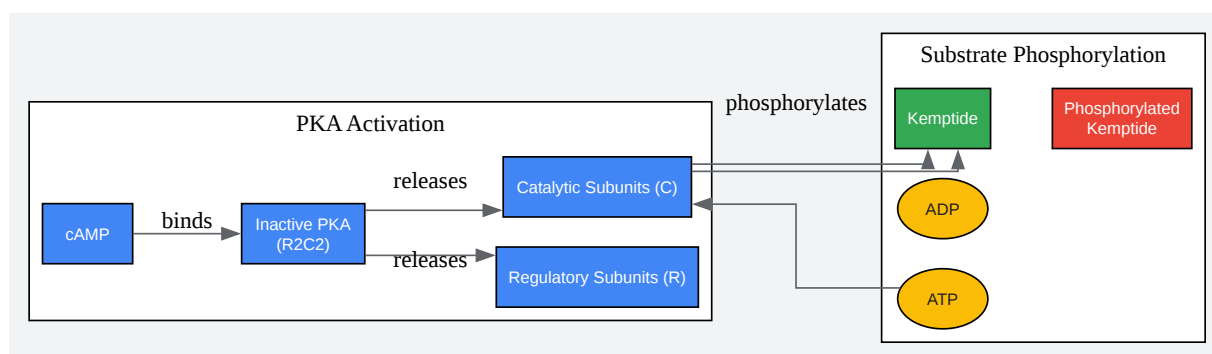 Substrate Phosphorylation
phosphorylates
Kemptide
Phosphorylated
Kemptide
PKA Activation
releases
Catalytic Subunits (C)
cAMP
binds
Inactive PKA
(R2C2)
releases
Regulatory Subunits (R)
ADP
ATP